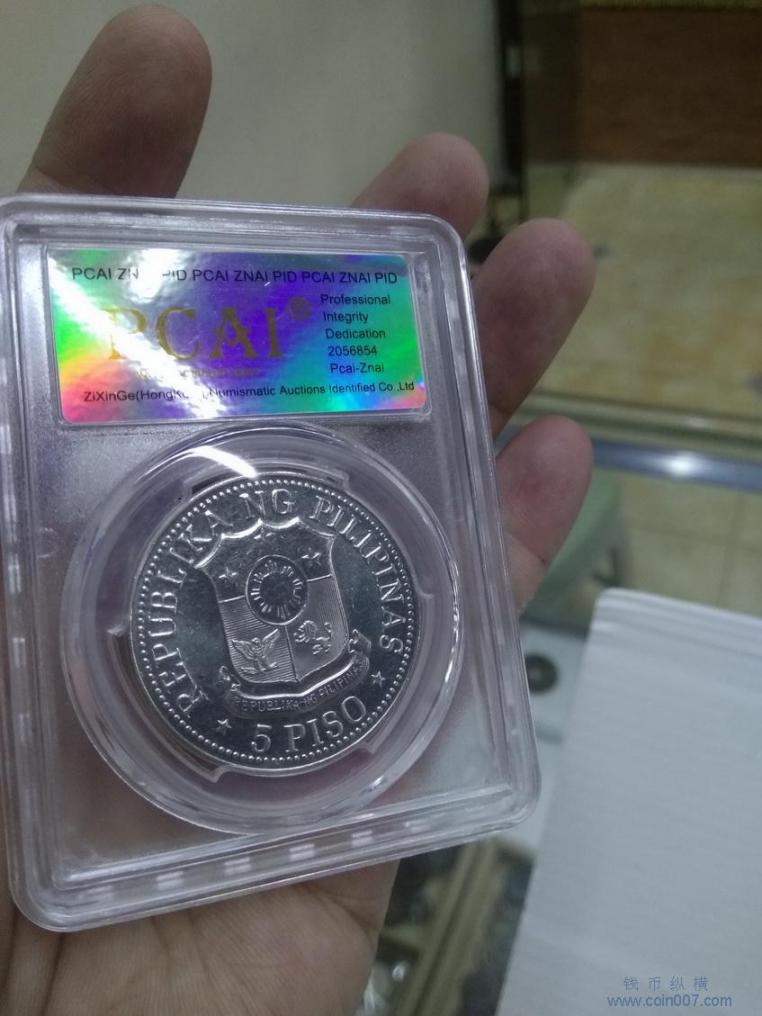 PCAI ZN PID PCAI ZNAI PID PCAI ZNAI PID
PCAI®
Professional
Integrity
Dedication
2056854
Pcai-Znai
ZiXinGe(Hong Numismatic Auctions Identified Co.,Ltd
REPUBLIKA NG PILIPINAS
REPUBLIKA NG PILIPINAS
5 PISO
钱币纵横
www.coin007.com